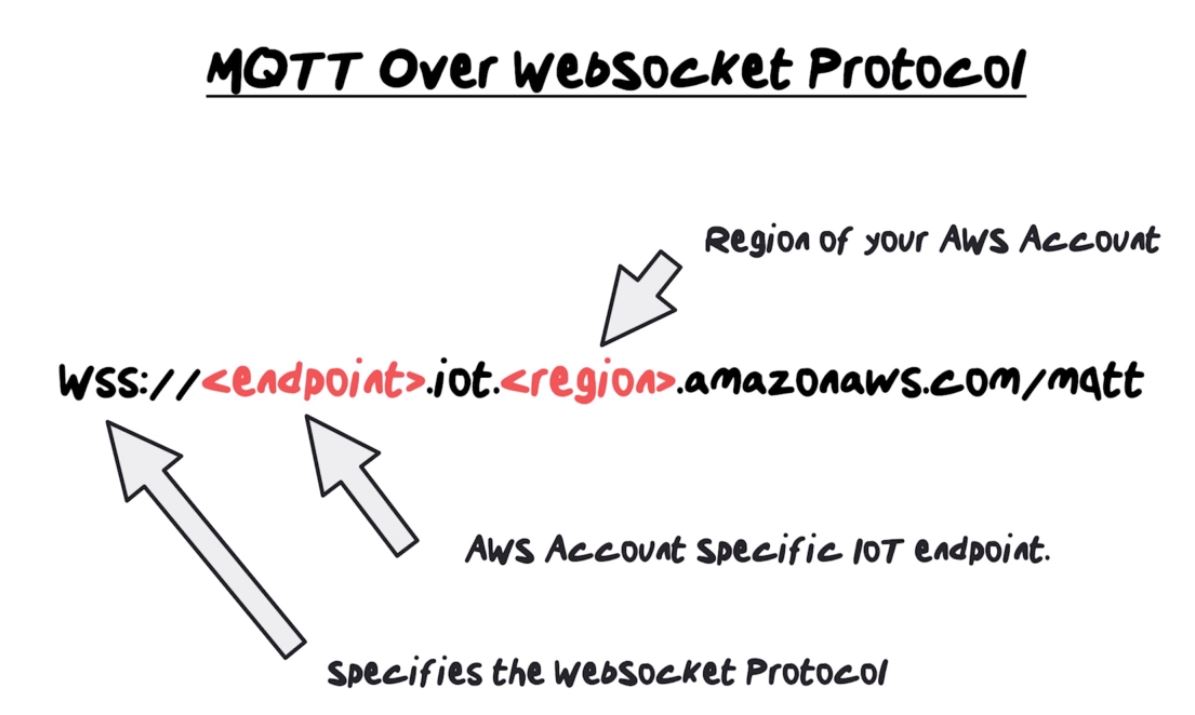 MQTT Over Websocket Protocol
Region of your AWS Account
wss://<endpoint>.iot.<region>.amazonaws.com/mqtt
AWS Account specific IOT endpoint.
specifies the Websocket Protocol